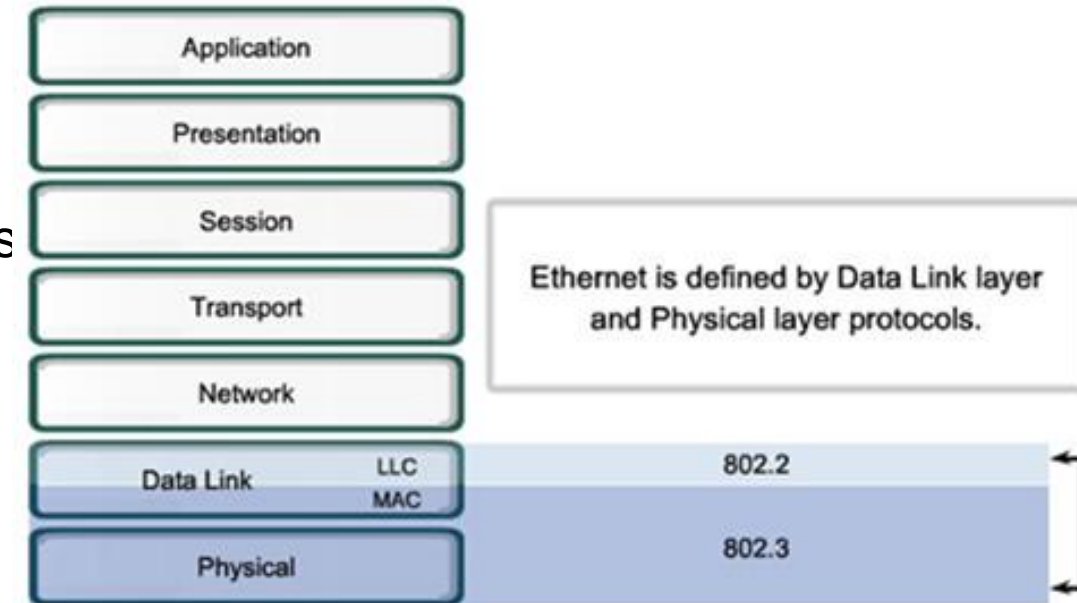 Application
Presentation
s
Session
Ethernet is defined by Data Link layer
and Physical layer protocols.
Transport
Network
Data Link
LLC
MAC
802.2
Physical
802.3